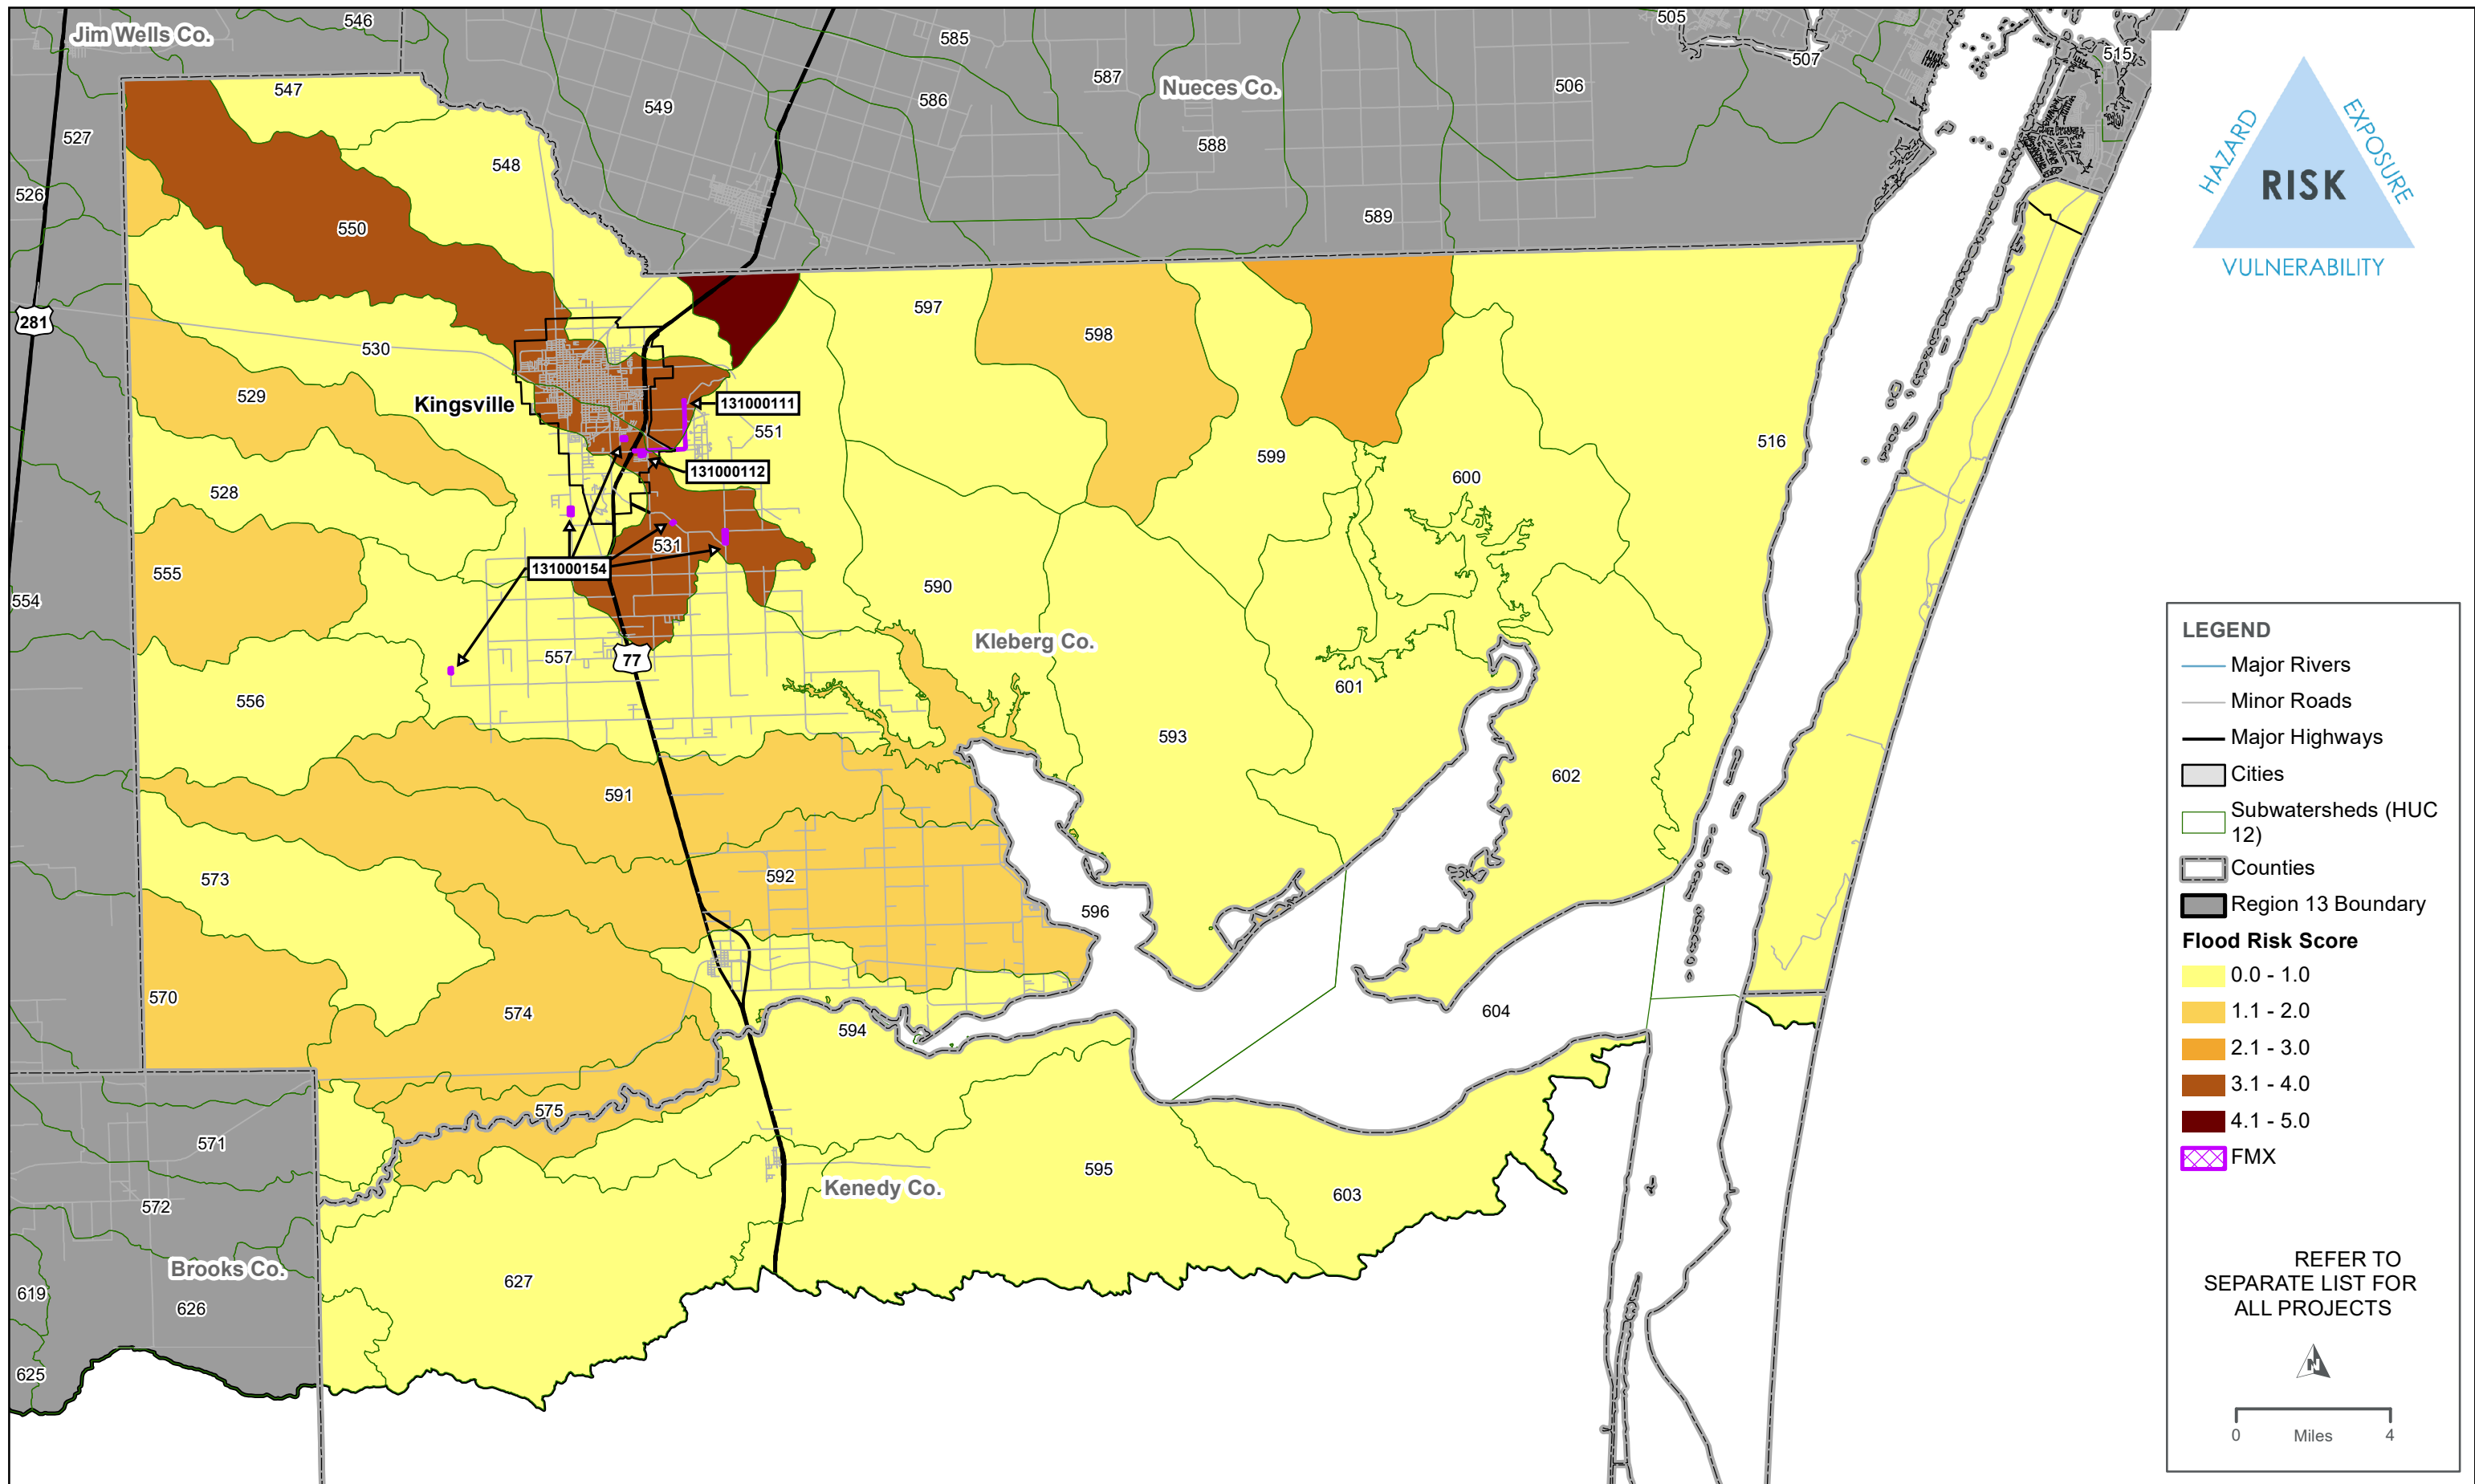 546
Jim Wells Co.
585
505
507
515
587
Nueces Co.
506
547
549
586
527
548
588
526
550
589
HAZARD
EXPOSURE
RISK
VULNERABILITY
281
597
598
530
529
Kingsville
131000111
551
516
131000112
599
600
528
531
131000154
555
554
590
Kleberg Co.
557
77
601
556
593
602
591
592
573
596
570
574
594
604
575
571
595
603
Kenedy Co.
572
Brooks Co.
627
619
626
625
LEGEND
Major Rivers
Minor Roads
Major Highways
Cities
Subwatersheds (HUC
12)
Counties
Region 13 Boundary
Flood Risk Score
0.0 - 1.0
1.1 - 2.0
2.1 - 3.0
3.1 - 4.0
4.1 - 5.0
FMX
REFER TO
SEPARATE LIST FOR
ALL PROJECTS
N
0 Miles 4